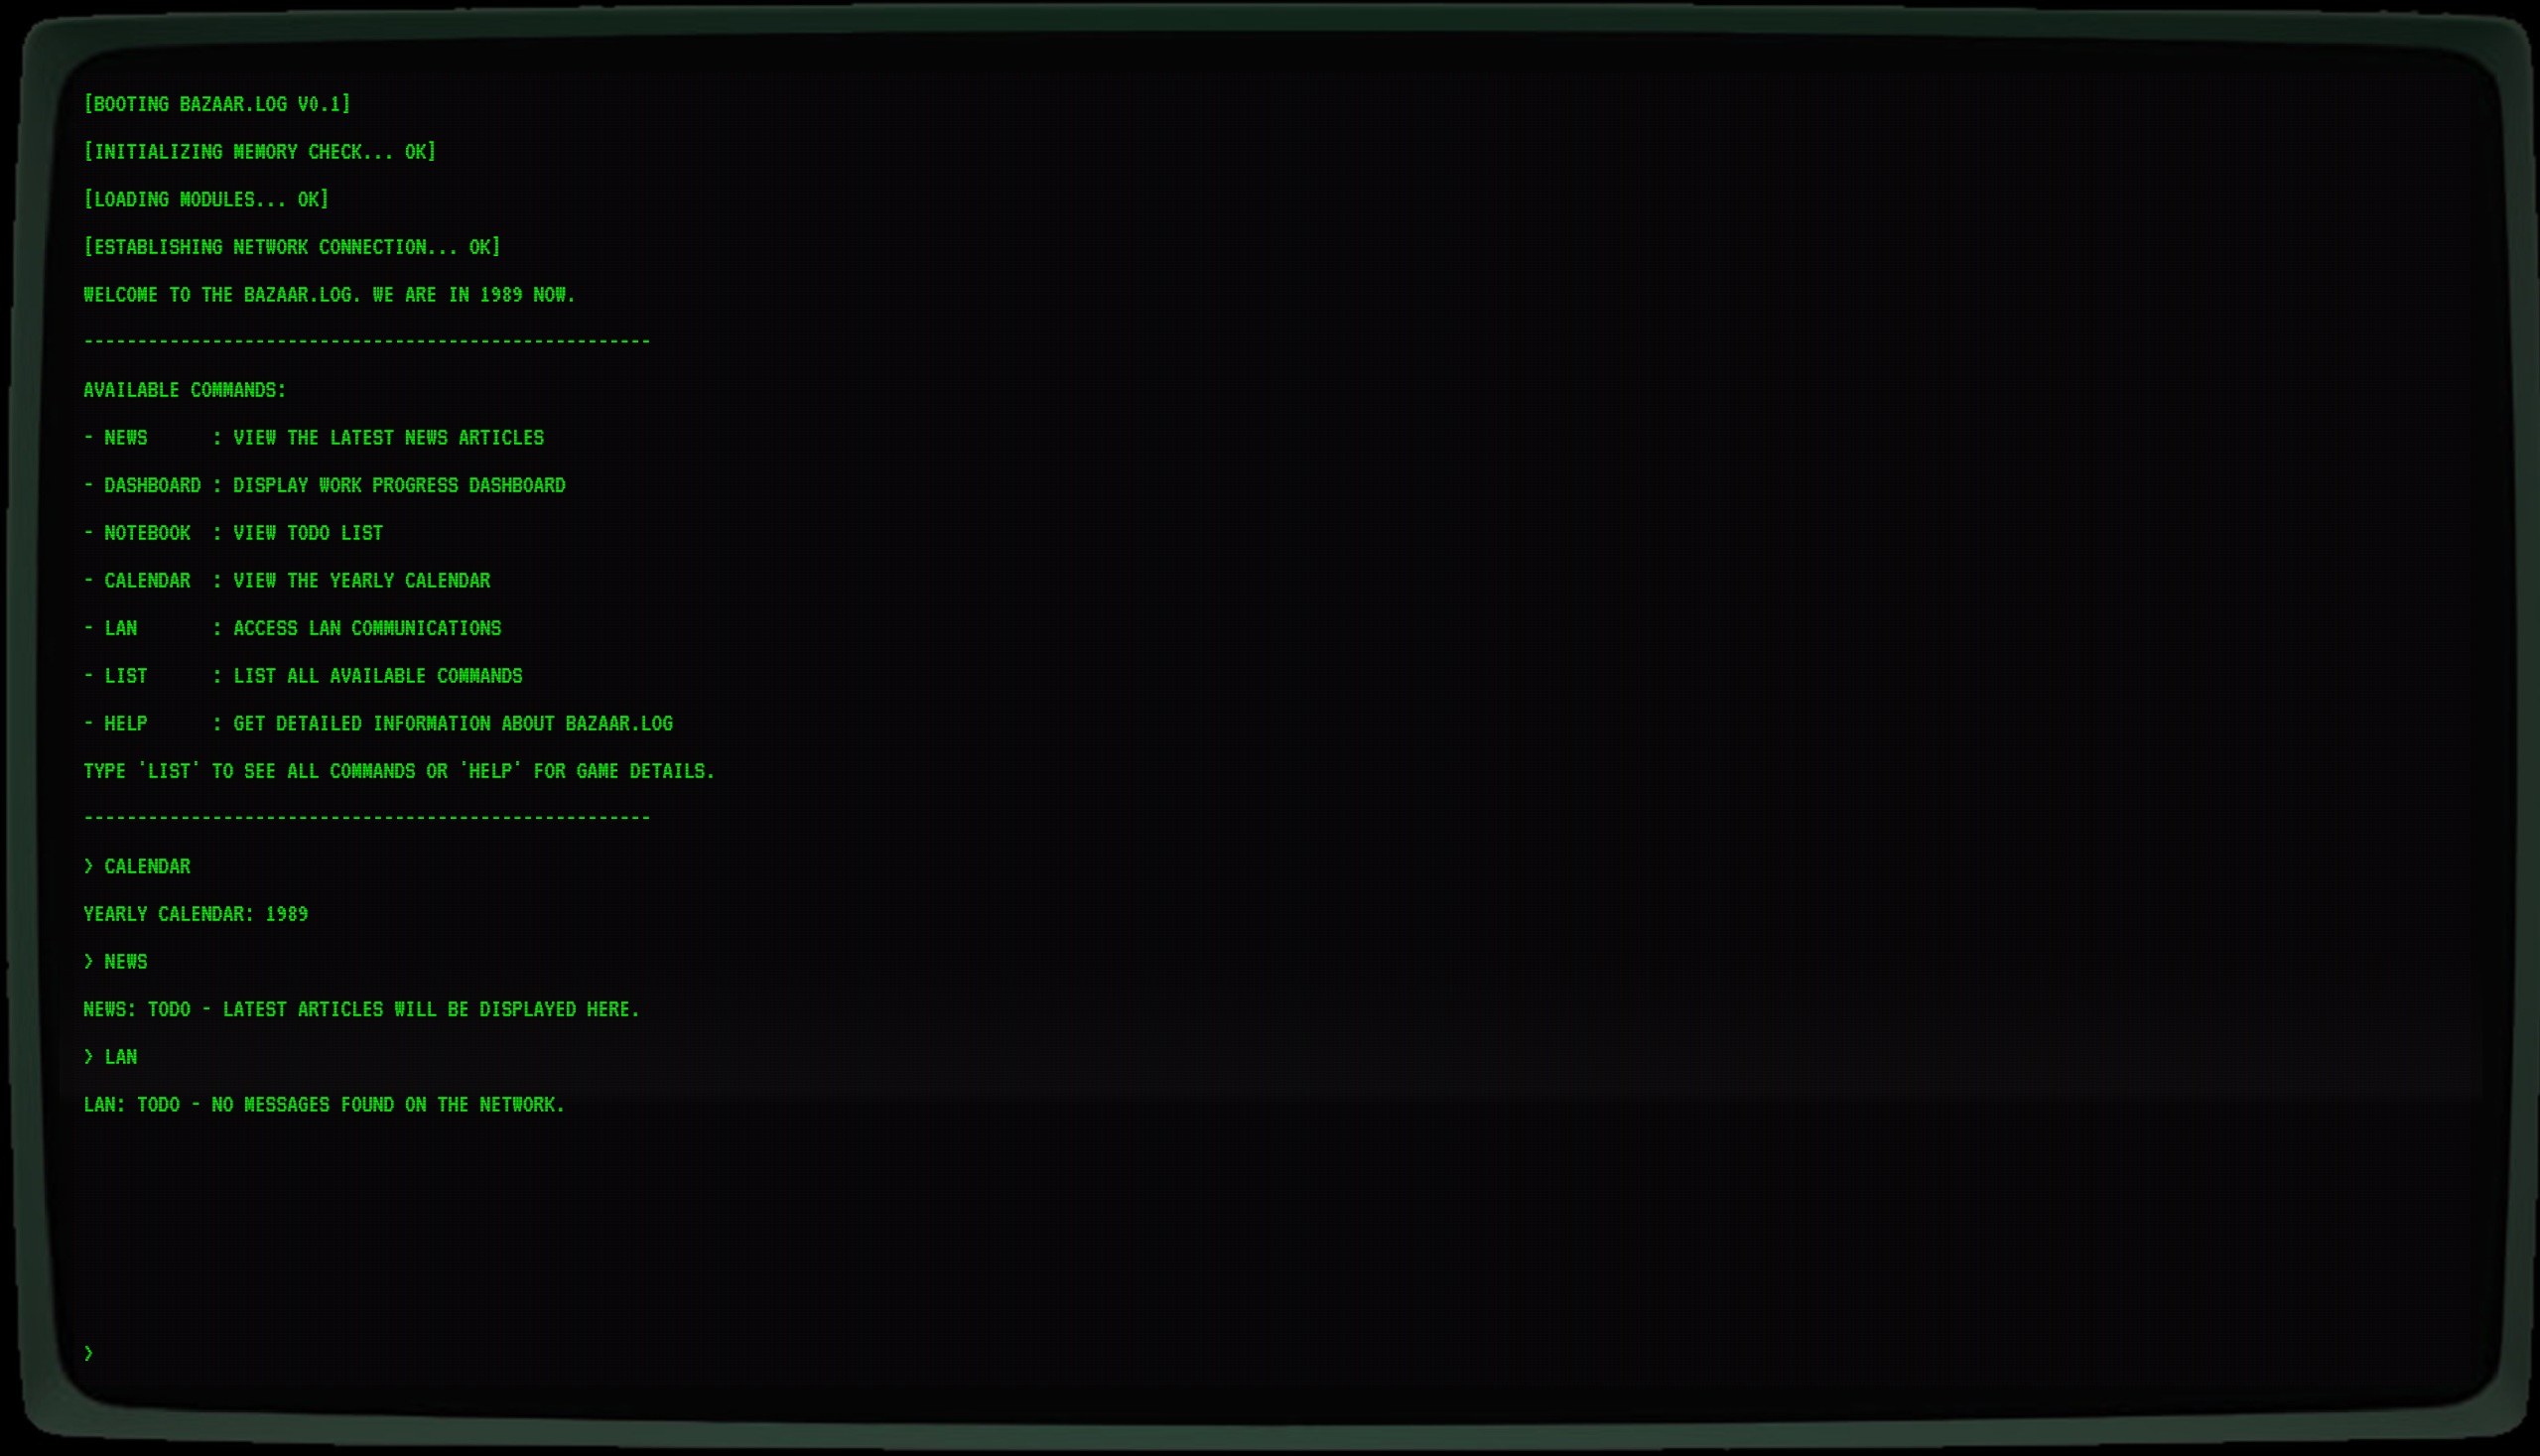 [BOOTING BAZAAR.LOG V0.1]
[INITIALIZING MEMORY CHECK... OK]
[LOADING MODULES... OK]
[ESTABLISHING NETWORK CONNECTION... OK]
WELCOME TO THE BAZAAR.LOG. WE ARE IN 1989 NOW.
-----------------------------------------------------
AVAILABLE COMMANDS:
- NEWS      : VIEW THE LATEST NEWS ARTICLES
- DASHBOARD : DISPLAY WORK PROGRESS DASHBOARD
- NOTEBOOK  : VIEW TODO LIST
- CALENDAR  : VIEW THE YEARLY CALENDAR
- LAN       : ACCESS LAN COMMUNICATIONS
- LIST      : LIST ALL AVAILABLE COMMANDS
- HELP      : GET DETAILED INFORMATION ABOUT BAZAAR.LOG
TYPE 'LIST' TO SEE ALL COMMANDS OR 'HELP' FOR GAME DETAILS.
-----------------------------------------------------
> CALENDAR
YEARLY CALENDAR: 1989
> NEWS
NEWS: TODO - LATEST ARTICLES WILL BE DISPLAYED HERE.
> LAN
LAN: TODO - NO MESSAGES FOUND ON THE NETWORK.
>